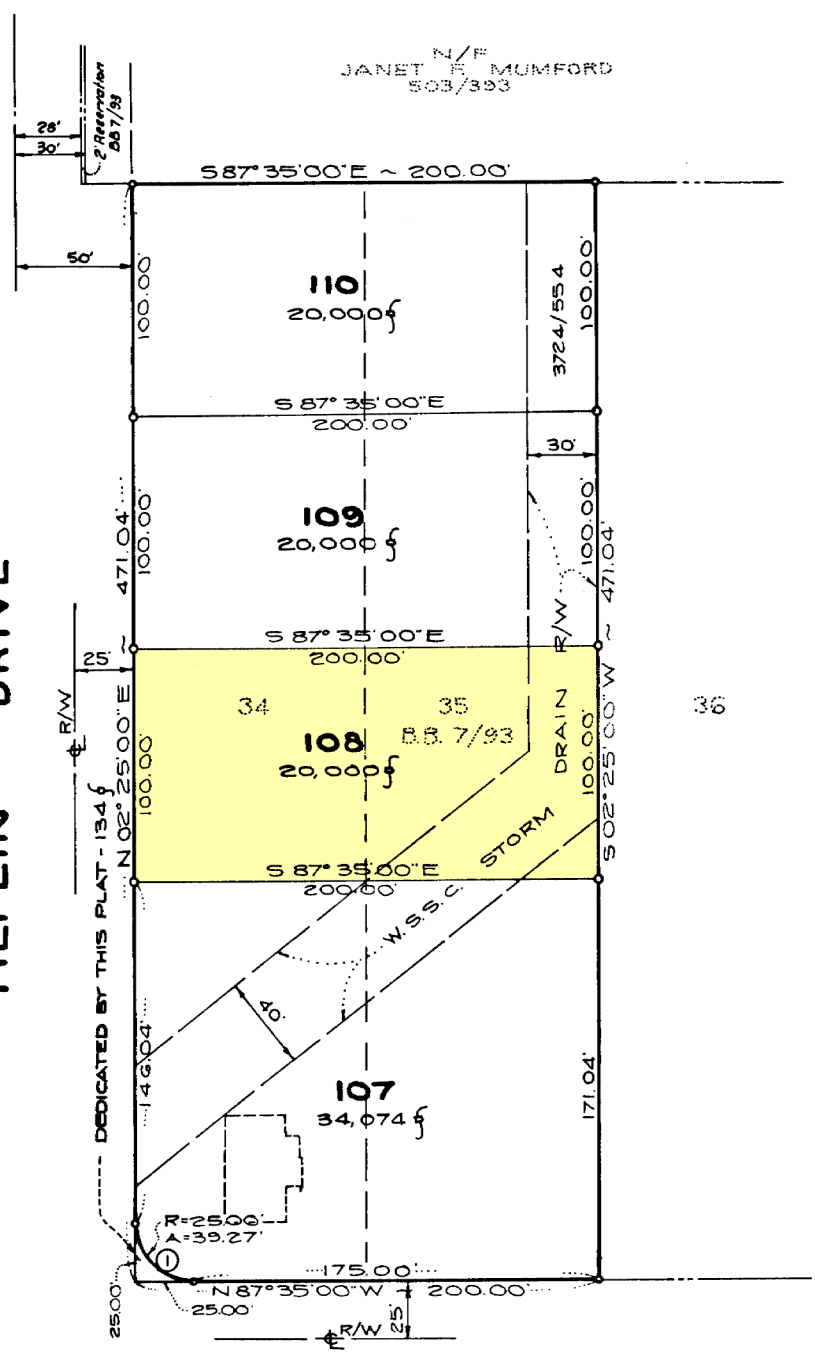 N/F
JANET F. MUMFORD
503/393
2' Reservation
BB 7/93
28'
30'
S 87° 35' 00" E ~ 200.00'
50'
100.00'
110
20,000 ⨍
3724/554
100.00'
S 87° 35' 00" E
200.00'
30'
471.04'
100.00'
109
20,000 ⨍
100.00'
471.04'
S 87° 35' 00" E
200.00'
25'
R/W
DRIVE
34
35
B.B. 7/93
36
108
20,000 ⨍
N 02° 25' 00" E ~
100.00'
W.S.S.C. STORM DRAIN R/W
100.00'
S 02° 25' 00" W ~
S 87° 35' 00" E
200.00'
DEDICATED BY THIS PLAT - 134 ⨍
146.04'
40'
107
34,074 ⨍
171.04'
R=25.00'
A=39.27'
1
175.00'
N 87° 35' 00" W ~ 200.00'
25.00'
25.00'
R/W
25'